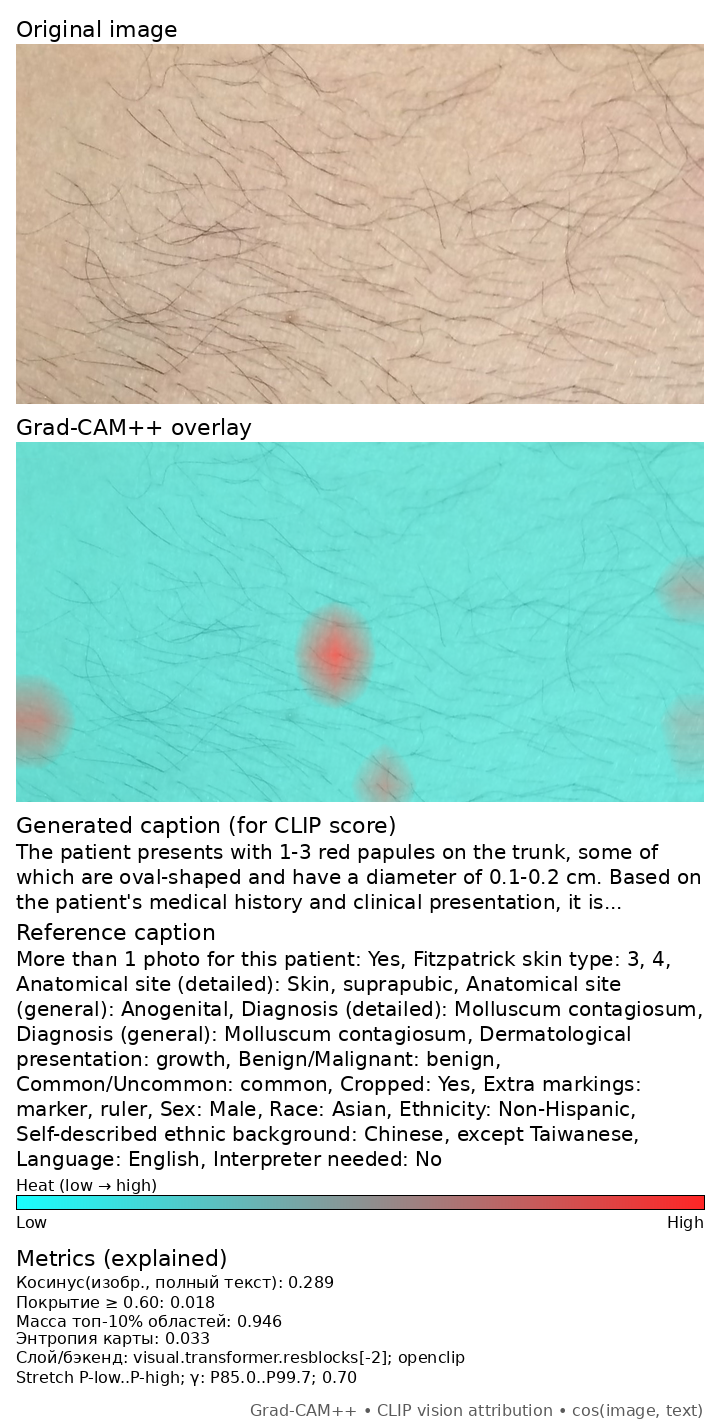 Original image
Grad-CAM++ overlay
Generated caption (for CLIP score)
The patient presents with 1-3 red papules on the trunk, some of
which are oval-shaped and have a diameter of 0.1-0.2 cm. Based on
the patient's medical history and clinical presentation, it is...
Reference caption
More than 1 photo for this patient: Yes, Fitzpatrick skin type: 3, 4,
Anatomical site (detailed): Skin, suprapubic, Anatomical site
(general): Anogenital, Diagnosis (detailed): Molluscum contagiosum,
Diagnosis (general): Molluscum contagiosum, Dermatological
presentation: growth, Benign/Malignant: benign,
Common/Uncommon: common, Cropped: Yes, Extra markings:
marker, ruler, Sex: Male, Race: Asian, Ethnicity: Non-Hispanic,
Self-described ethnic background: Chinese, except Taiwanese,
Language: English, Interpreter needed: No
Heat (low → high)
Low High
Metrics (explained)
Косинус(изобр., полный текст): 0.289
Покрытие ≥ 0.60: 0.018
Масса топ-10% областей: 0.946
Энтропия карты: 0.033
Слой/бэкенд: visual.transformer.resblocks[-2]; openclip
Stretch P-low..P-high; γ: P85.0..P99.7; 0.70
Grad-CAM++ • CLIP vision attribution • cos(image, text)